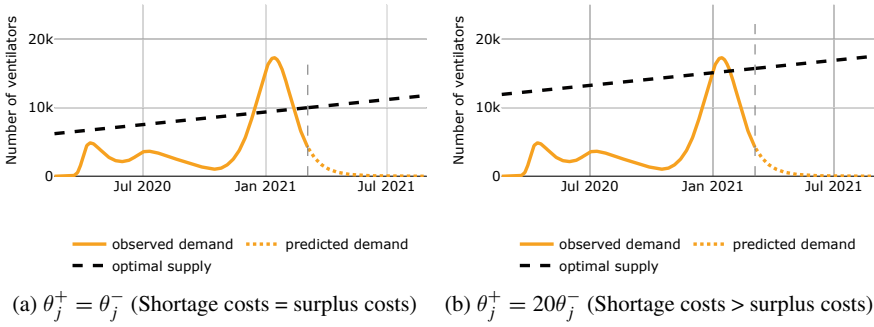 Number of ventilators
20k
10k
0
Jul 2020
Jan 2021
Jul 2021
observed demand
predicted demand
optimal supply
(a) θ_j^+ = θ_j^- (Shortage costs = surplus costs)
Number of ventilators
20k
10k
0
Jul 2020
Jan 2021
Jul 2021
observed demand
predicted demand
optimal supply
(b) θ_j^+ = 20θ_j^- (Shortage costs > surplus costs)